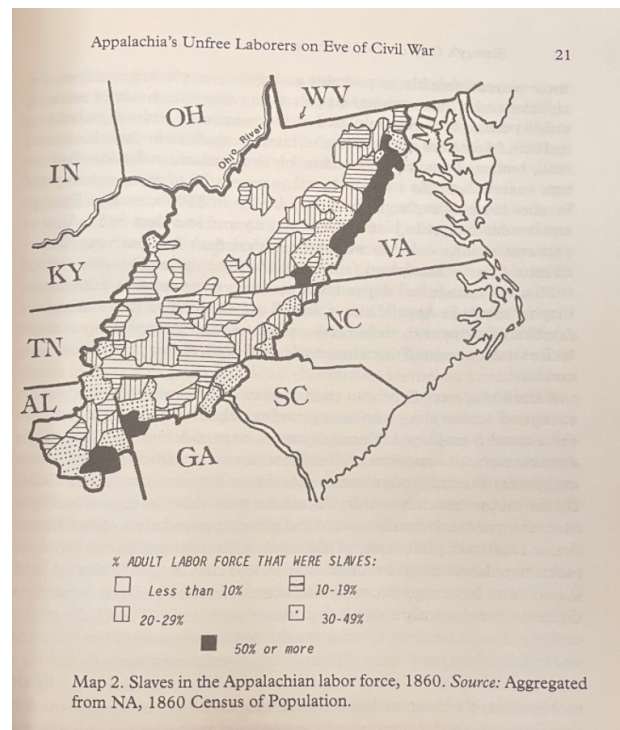 Appalachia's Unfree Laborers on Eve of Civil War 21
WV
OH
MD
Ohio River
IN
VA
KY
NC
TN
SC
AL
GA
% ADULT LABOR FORCE THAT WERE SLAVES:
Less than 10% 10-19%
20-29% 30-49%
50% or more
Map 2. Slaves in the Appalachian labor force, 1860. Source: Aggregated
from NA, 1860 Census of Population.